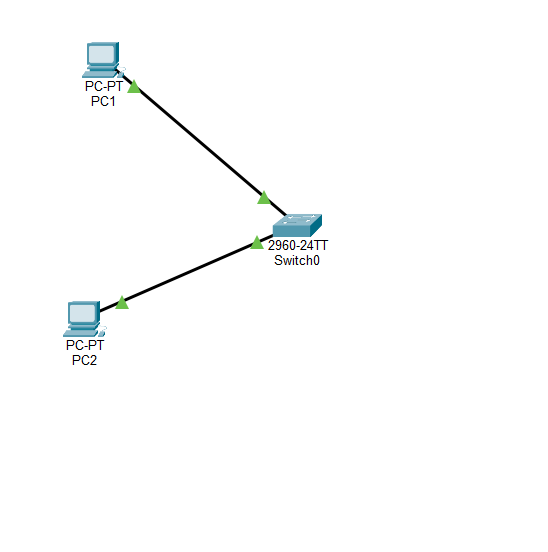 PC-PT
PC1
2960-24TT
Switch0
PC-PT
PC2